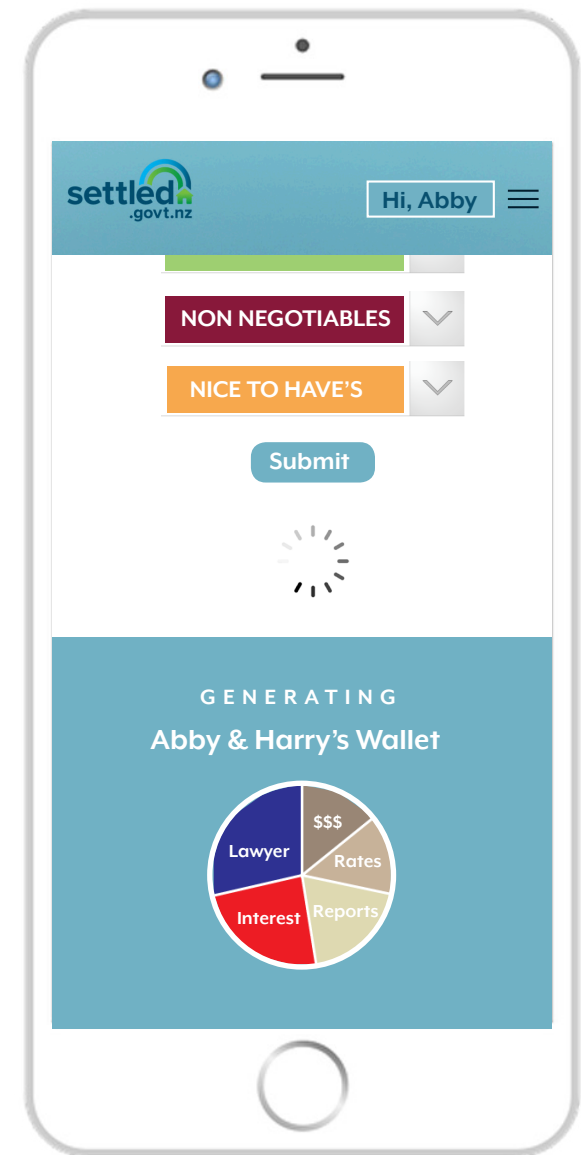 settled
.govt.nz
Hi, Abby
NON NEGOTIABLES
NICE TO HAVE'S
Submit
GENERATING
Abby & Harry's Wallet
$$$
Lawyer
Rates
Reports
Interest